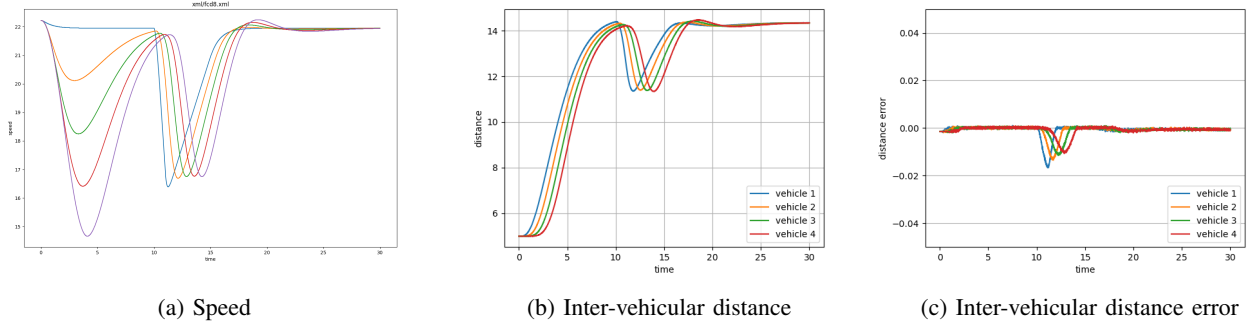 xml/fcd8.xml
22
21
20
19
18
17
16
15
speed
0
5
10
15
20
25
30
time
(a) Speed
14
12
10
8
6
distance
0
5
10
15
20
25
30
time
vehicle 1
vehicle 2
vehicle 3
vehicle 4
(b) Inter-vehicular distance
0.04
0.02
0.00
−0.02
−0.04
distance error
0
5
10
15
20
25
30
time
vehicle 1
vehicle 2
vehicle 3
vehicle 4
(c) Inter-vehicular distance error